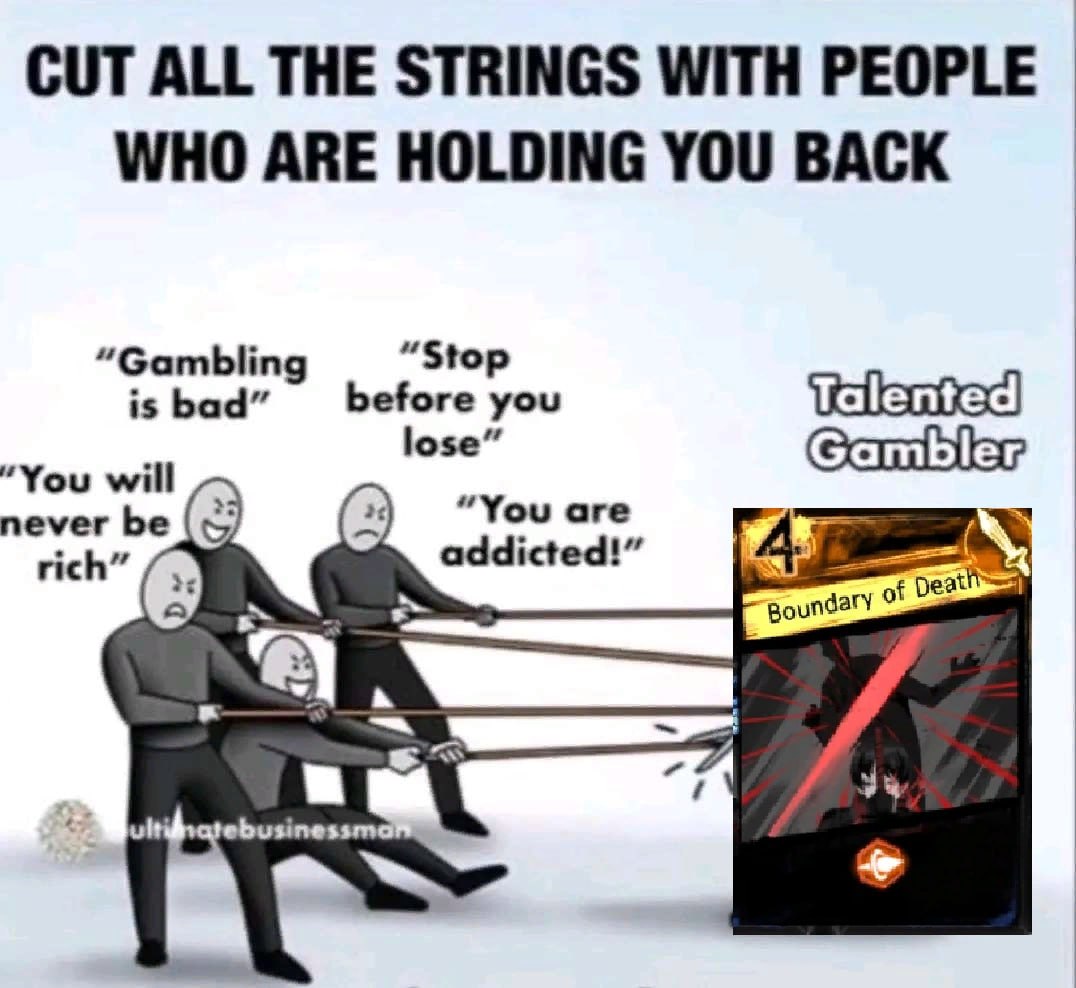 CUT ALL THE STRINGS WITH PEOPLE
WHO ARE HOLDING YOU BACK
"Gambling
is bad"
"Stop
before you
lose"
"You will
never be
rich"
"You are
addicted!"
Talented
Gambler
4
Boundary of Death
ultimatebusinessman